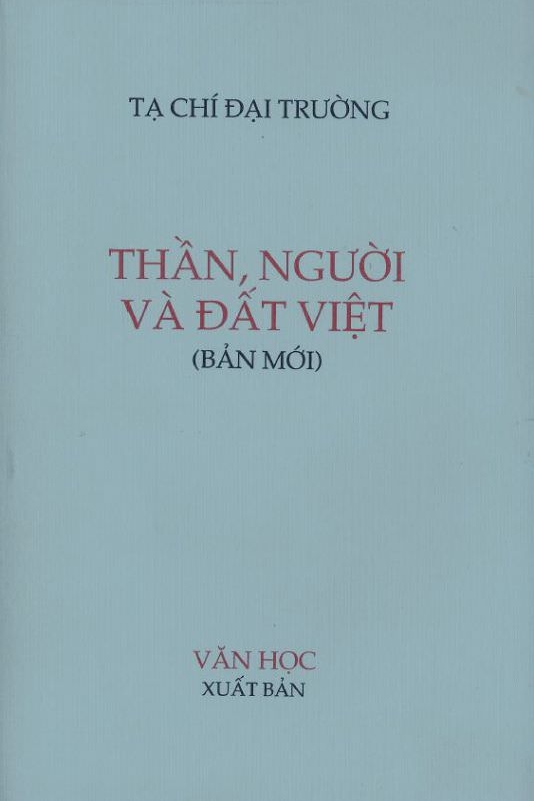 TẠ CHÍ ĐẠI TRƯỜNG
THẦN, NGƯỜI
VÀ ĐẤT VIỆT
(BẢN MỚI)
VĂN HỌC
XUẤT BẢN